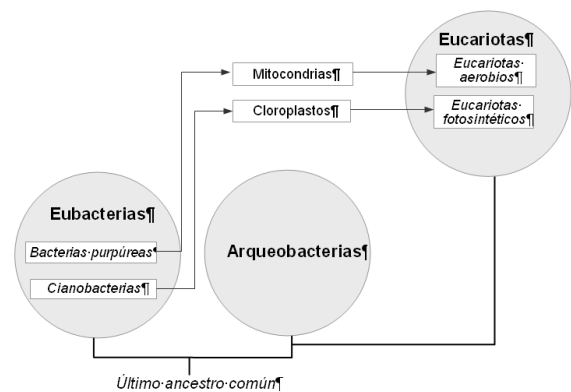 Eucariotas¶
Eucariotas·
aerobios¶
Mitocondrias¶
Cloroplastos¶
Eucariotas·
fotosintéticos¶
Eubacterias¶
Bacterias·purpúreas¶
Cianobacterias¶
Arqueobacterias¶
Último·ancestro·común¶